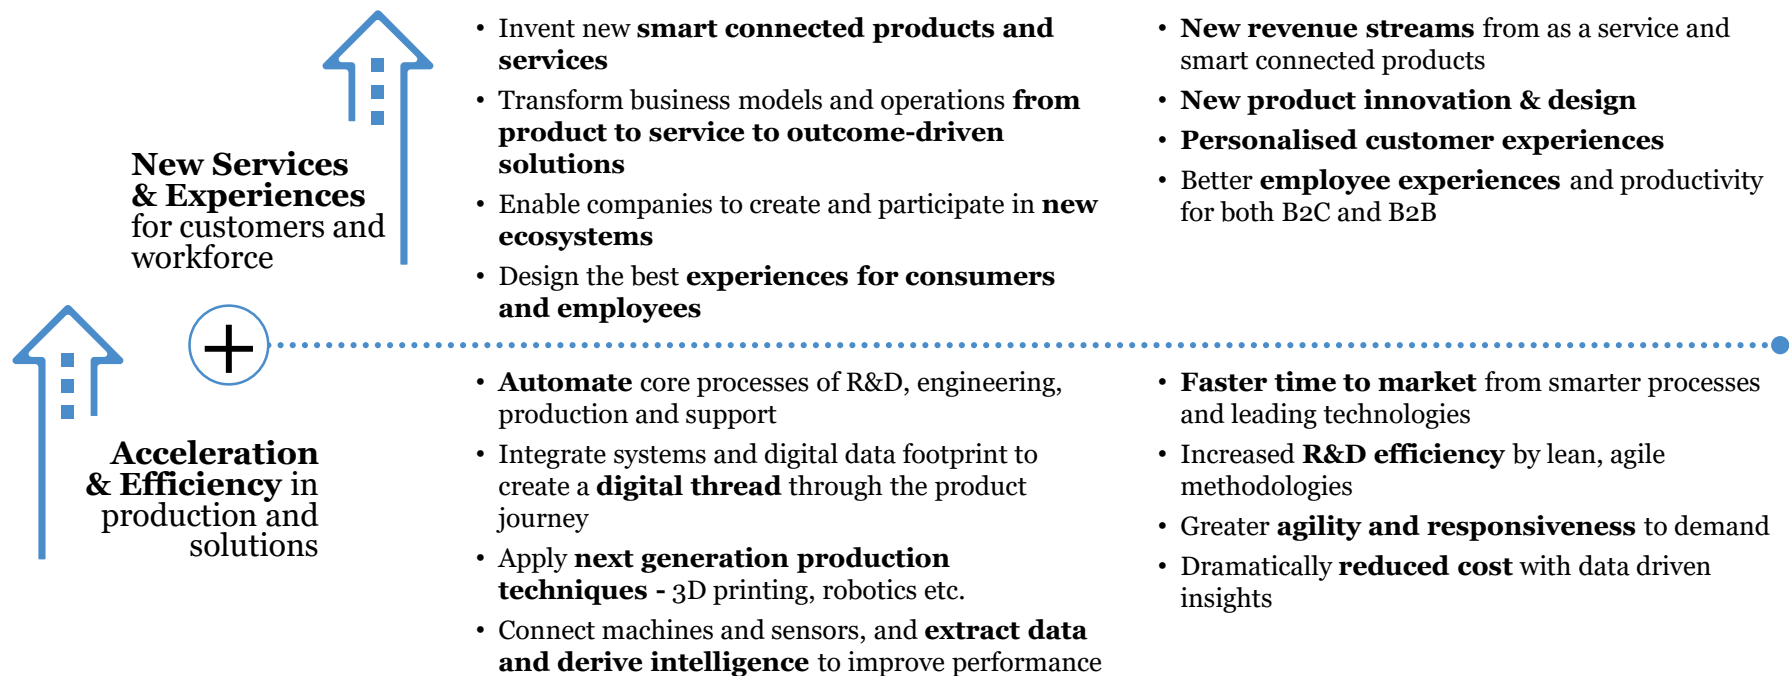 New Services
& Experiences
for customers and
workforce
• Invent new smart connected products and
services
• Transform business models and operations from
product to service to outcome-driven
solutions
• Enable companies to create and participate in new
ecosystems
• Design the best experiences for consumers
and employees
• New revenue streams from as a service and
smart connected products
• New product innovation & design
• Personalised customer experiences
• Better employee experiences and productivity
for both B2C and B2B
+
Acceleration
& Efficiency in
production and
solutions
• Automate core processes of R&D, engineering,
production and support
• Integrate systems and digital data footprint to
create a digital thread through the product
journey
• Apply next generation production
techniques - 3D printing, robotics etc.
• Connect machines and sensors, and extract data
and derive intelligence to improve performance
• Faster time to market from smarter processes
and leading technologies
• Increased R&D efficiency by lean, agile
methodologies
• Greater agility and responsiveness to demand
• Dramatically reduced cost with data driven
insights